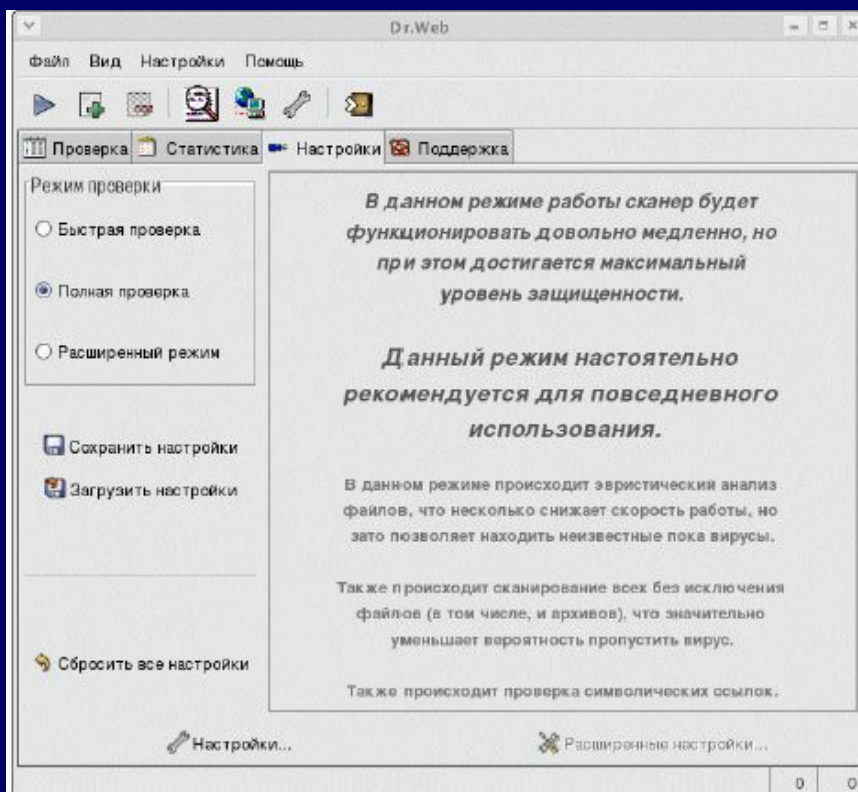 Dr.Web
Файл Вид Настройки Помощь
Проверка Статистика Настройки Поддержка
Режим проверки
Быстрая проверка
Полная проверка
Расширенный режим
Сохранить настройки
Загрузить настройки
Сбросить все настройки
В данном режиме работы сканер будет
функционировать довольно медленно, но
при этом достигается максимальный
уровень защищенности.
Данный режим настоятельно
рекомендуется для повседневного
использования.
В данном режиме происходит эвристический анализ
файлов, что несколько снижает скорость работы, но
зато позволяет находить неизвестные пока вирусы.
Также происходит сканирование всех без исключения
файлов (в том числе, и архивов), что значительно
уменьшает вероятность пропустить вирус.
Также происходит проверка символических ссылок.
Настройки... Расширенные настройки...
0 0